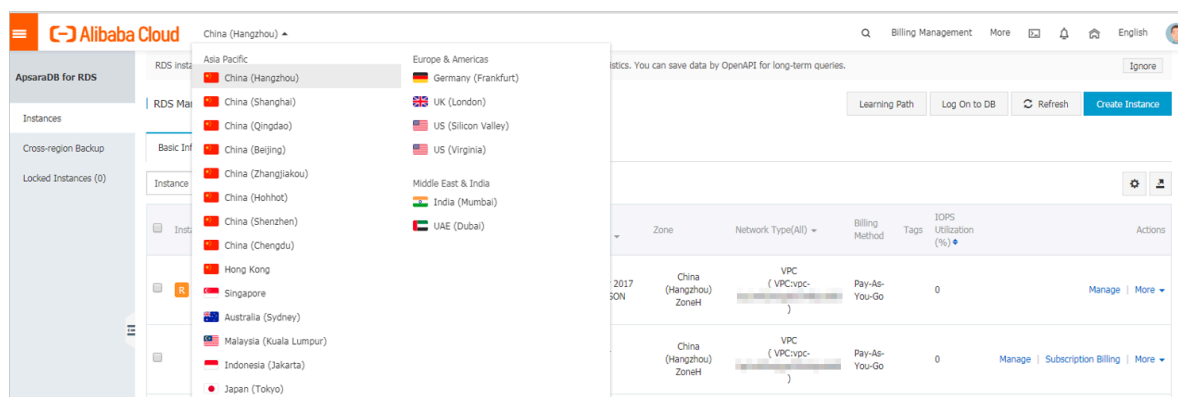 Alibaba Cloud
China (Hangzhou)
Billing Management
More
English
ApsaraDB for RDS
Instances
Cross-region Backup
Locked Instances (0)
RDS insta
istics. You can save data by OpenAPI for long-term queries.
Ignore
RDS Ma
Learning Path
Log On to DB
Refresh
Create Instance
Basic Inf
Instance
Asia Pacific
China (Hangzhou)
China (Shanghai)
China (Qingdao)
China (Beijing)
China (Zhangjiakou)
China (Hohhot)
China (Shenzhen)
China (Chengdu)
Hong Kong
Singapore
Australia (Sydney)
Malaysia (Kuala Lumpur)
Indonesia (Jakarta)
Japan (Tokyo)
Europe & Americas
Germany (Frankfurt)
UK (London)
US (Silicon Valley)
US (Virginia)
Middle East & India
India (Mumbai)
UAE (Dubai)
Insta
Zone
Network Type(All)
Billing
Method
Tags
IOPS
Utilization
(%)
Actions
R
2017
SON
China
(Hangzhou)
ZoneH
VPC
( VPC:vpc-
)
Pay-As-
You-Go
0
Manage | More
China
(Hangzhou)
ZoneH
VPC
( VPC:vpc-
)
Pay-As-
You-Go
0
Manage | Subscription Billing | More